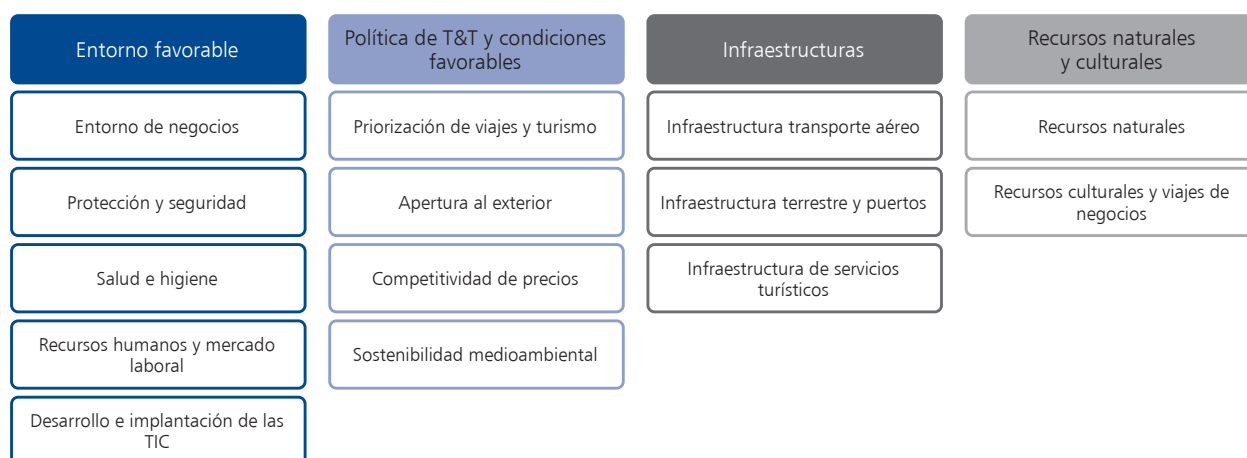 Entorno favorable
Entorno de negocios
Protección y seguridad
Salud e higiene
Recursos humanos y mercado
laboral
Desarrollo e implantación de las
TIC
Política de T&T y condiciones
favorables
Priorización de viajes y turismo
Apertura al exterior
Competitividad de precios
Sostenibilidad medioambiental
Infraestructuras
Infraestructura transporte aéreo
Infraestructura terrestre y puertos
Infraestructura de servicios
turísticos
Recursos naturales
y culturales
Recursos naturales
Recursos culturales y viajes de
negocios